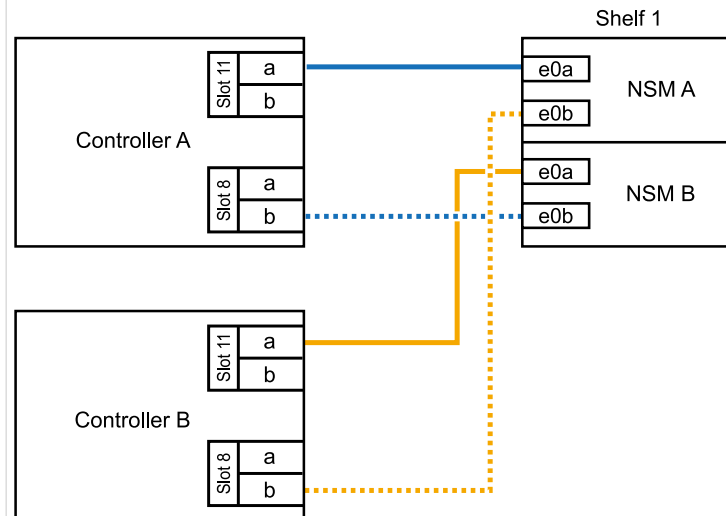 Shelf 1
Controller A
Slot 11
a
b
Slot 8
a
b
e0a
e0b
NSM A
e0a
e0b
NSM B
Controller B
Slot 11
a
b
Slot 8
a
b